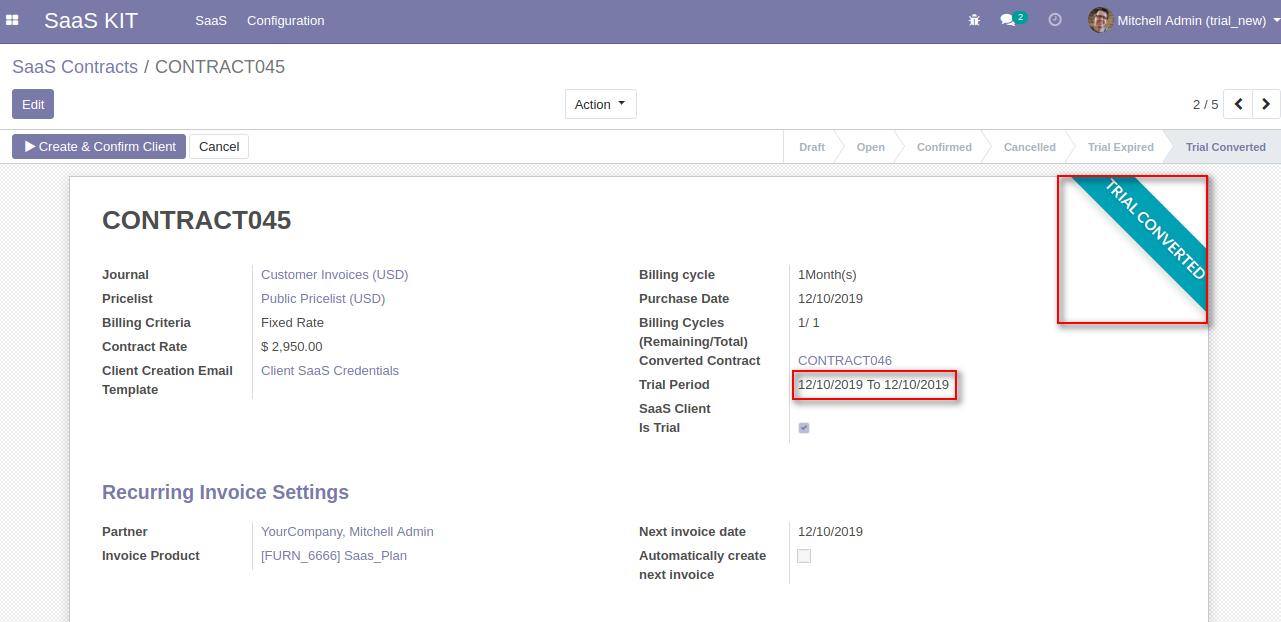 SaaS KIT
SaaS
Configuration
2
Mitchell Admin (trial_new)
SaaS Contracts / CONTRACT045
Edit
Action
2 / 5
Create & Confirm Client
Cancel
Draft
Open
Confirmed
Cancelled
Trial Expired
Trial Converted
TRIAL CONVERTED
CONTRACT045
Journal
Customer Invoices (USD)
Pricelist
Public Pricelist (USD)
Billing Criteria
Fixed Rate
Contract Rate
$ 2,950.00
Client Creation Email
Template
Client SaaS Credentials
Billing cycle
1Month(s)
Purchase Date
12/10/2019
Billing Cycles
(Remaining/Total)
1/ 1
Converted Contract
CONTRACT046
Trial Period
12/10/2019 To 12/10/2019
SaaS Client
Is Trial
Recurring Invoice Settings
Partner
YourCompany, Mitchell Admin
Invoice Product
[FURN_6666] Saas_Plan
Next invoice date
12/10/2019
Automatically create
next invoice